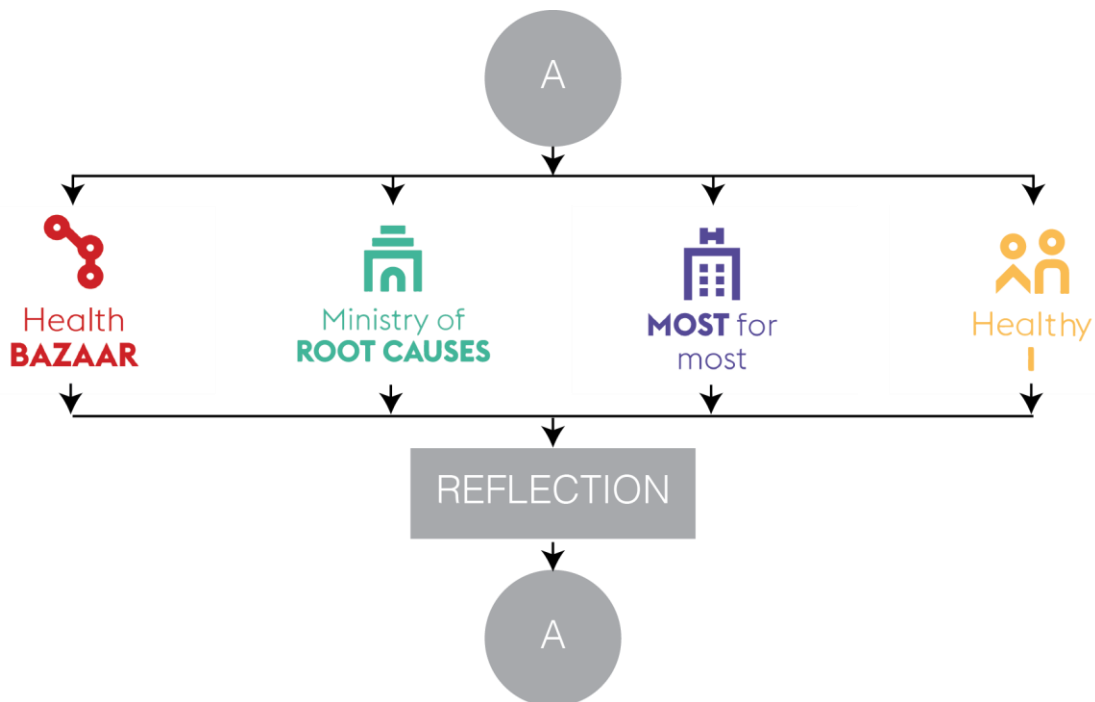 A
Health
BAZAAR
Ministry of
ROOT CAUSES
MOST for
most
Healthy
I
REFLECTION
A